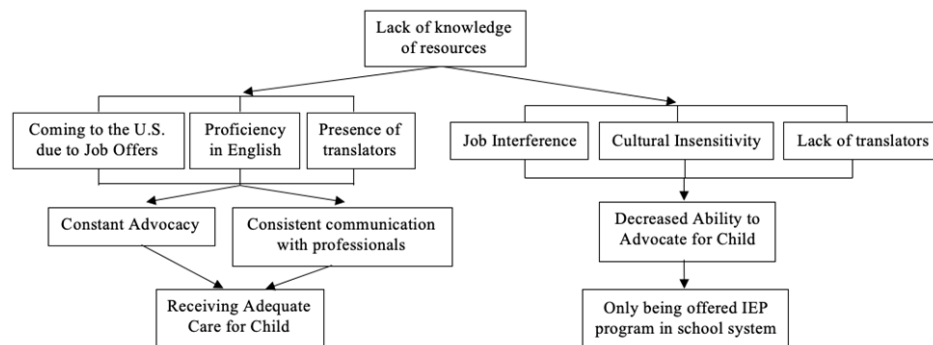 Lack of knowledge
of resources
Coming to the U.S.
due to Job Offers
Proficiency
in English
Presence of
translators
Job Interference
Cultural Insensitivity
Lack of translators
Constant Advocacy
Consistent communication
with professionals
Decreased Ability to
Advocate for Child
Receiving Adequate
Care for Child
Only being offered IEP
program in school system